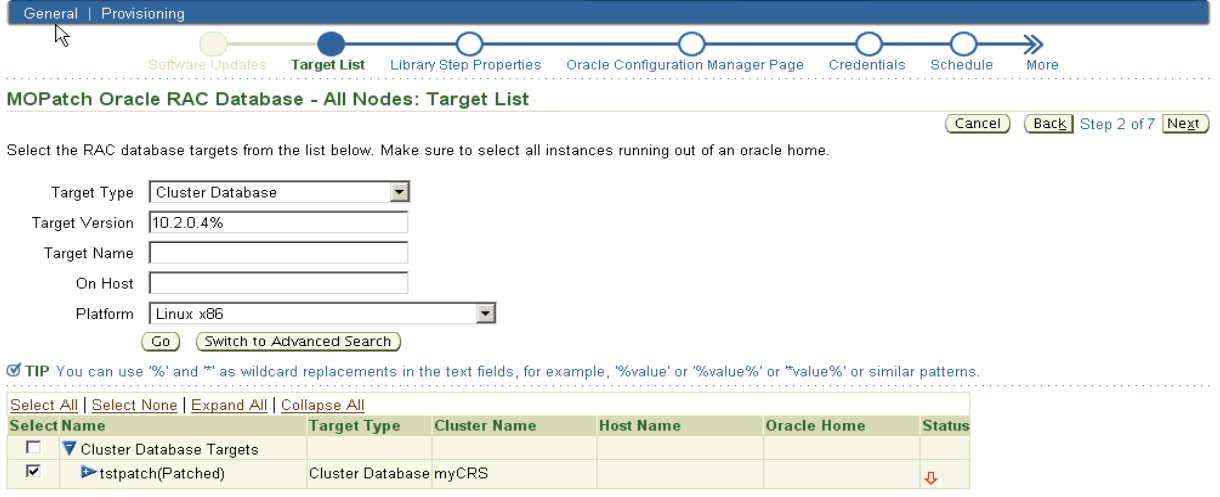 General | Provisioning
Software Updates Target List Library Step Properties Oracle Configuration Manager Page Credentials Schedule More
MOPatch Oracle RAC Database - All Nodes: Target List
Cancel Back Step 2 of 7 Next
Select the RAC database targets from the list below. Make sure to select all instances running out of an oracle home.
Target Type Cluster Database
Target Version 10.2.0.4%
Target Name
On Host
Platform Linux x86
Go Switch to Advanced Search
TIP You can use '%' and '*' as wildcard replacements in the text fields, for example, '%value' or '%value%' or '*value%' or similar patterns.
Select All | Select None | Expand All | Collapse All
Select Name Target Type Cluster Name Host Name Oracle Home Status
Cluster Database Targets
tstpatch(Patched) Cluster Database myCRS